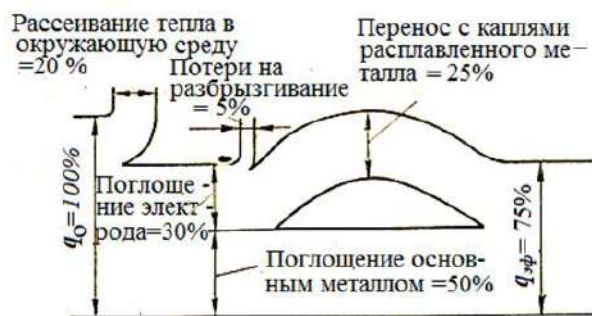 Рассеивание тепла в
окружающую среду
=20 %
Потери на
разбрызгивание
= 5%
Перенос с каплями
расплавленного ме–
талла = 25%
q₀=100%
Поглоще -
ние элект -
рода=30%
Поглощение основ-
ным металлом =50%
qэф= 75%